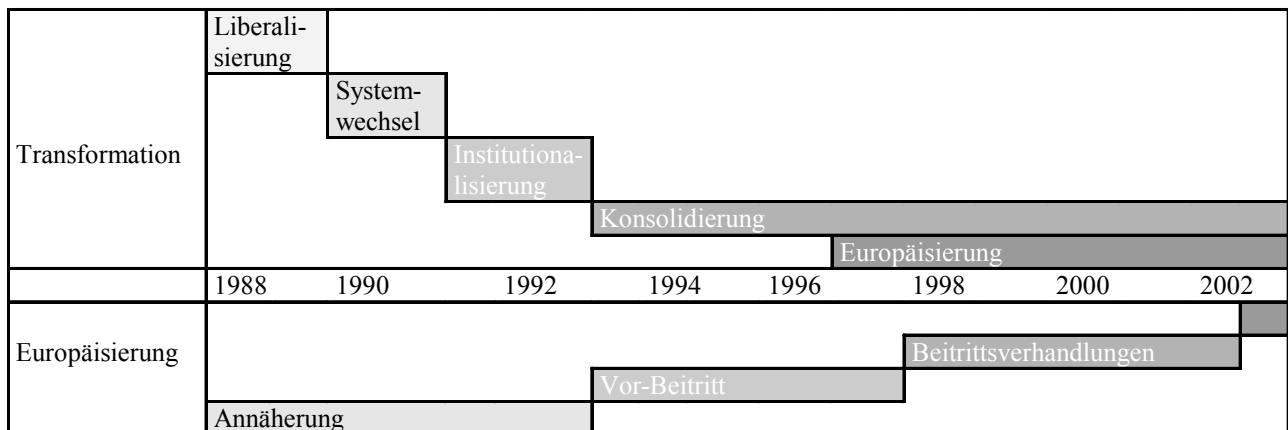 Liberali-
sierung
System-
wechsel
Transformation
Institutiona-
lisierung
Konsolidierung
Europäisierung
1988 1990 1992 1994 1996 1998 2000 2002
Europäisierung
Beitrittsverhandlungen
Vor-Beitritt
Annäherung